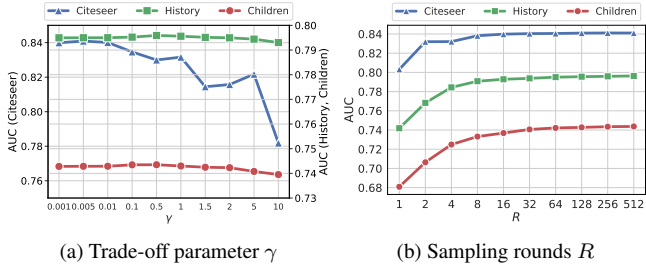 Citeseer History Children
AUC (Citeseer)
0.84
0.82
0.80
0.78
0.76
0.80
0.79
0.78
0.77
0.76
0.75
0.74
0.73
AUC (History, Children)
0.001 0.005 0.01 0.1 0.5 1 1.5 2 5 10
γ
(a) Trade-off parameter γ
Citeseer History Children
AUC
0.84
0.82
0.80
0.78
0.76
0.74
0.72
0.70
0.68
1 2 4 8 16 32 64 128 256 512
R
(b) Sampling rounds R